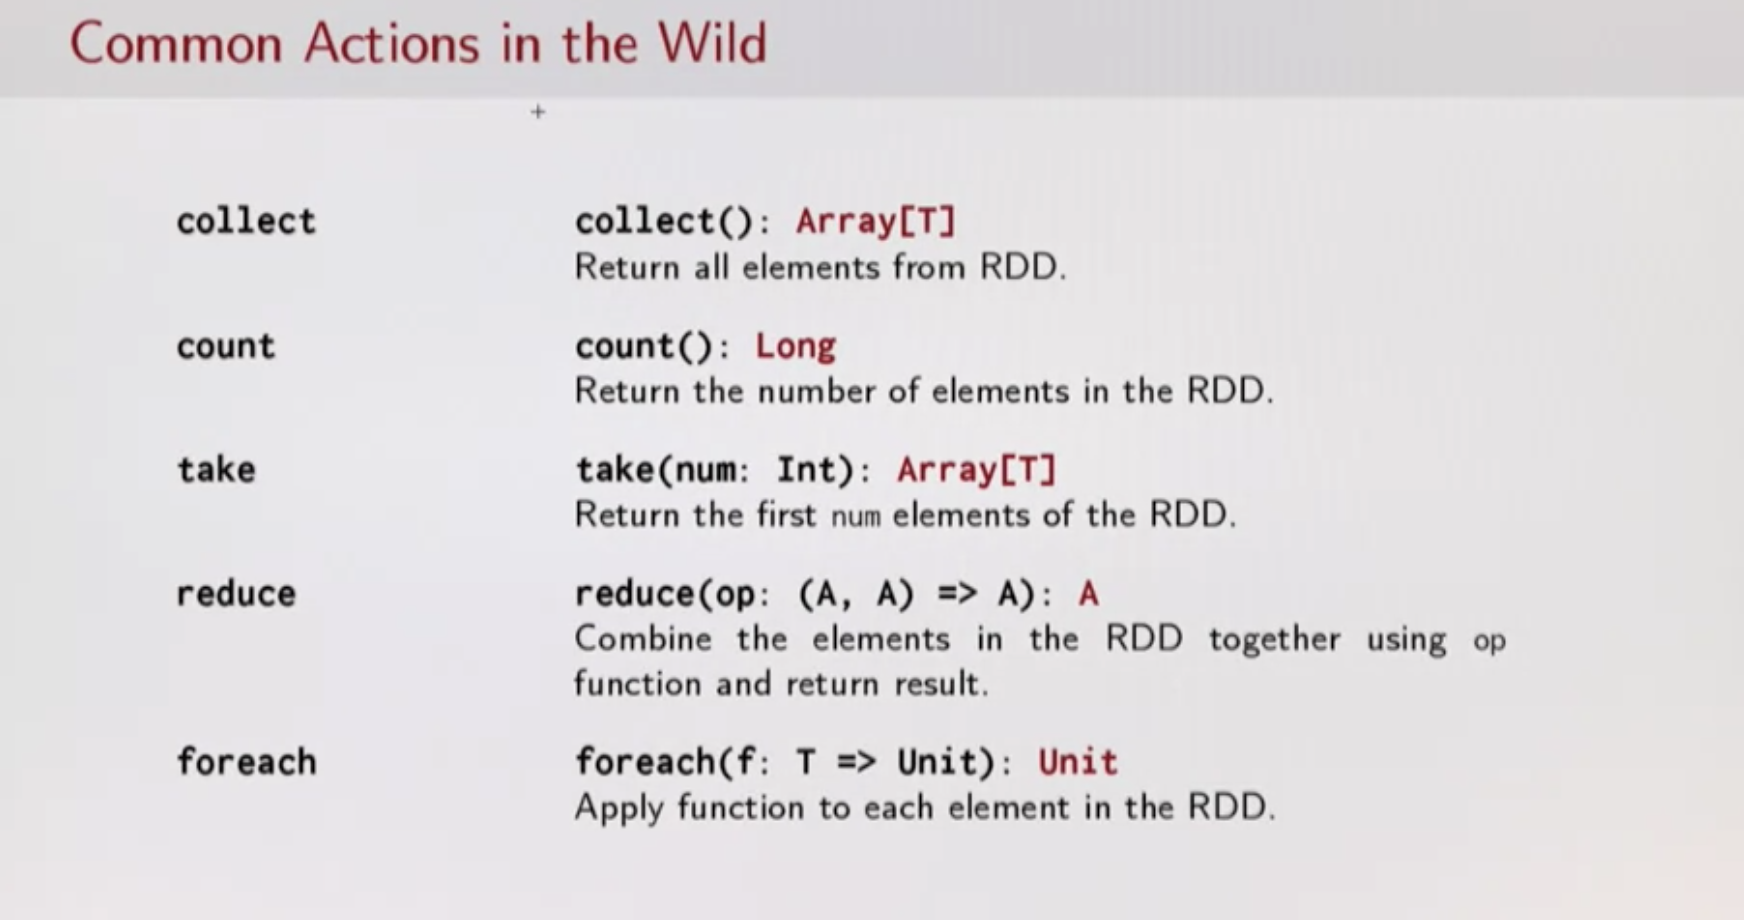 Common Actions in the Wild
collect collect(): Array[T]
Return all elements from RDD.
count count(): Long
Return the number of elements in the RDD.
take take(num: Int): Array[T]
Return the first num elements of the RDD.
reduce reduce(op: (A, A) => A): A
Combine the elements in the RDD together using op
function and return result.
foreach foreach(f: T => Unit): Unit
Apply function to each element in the RDD.